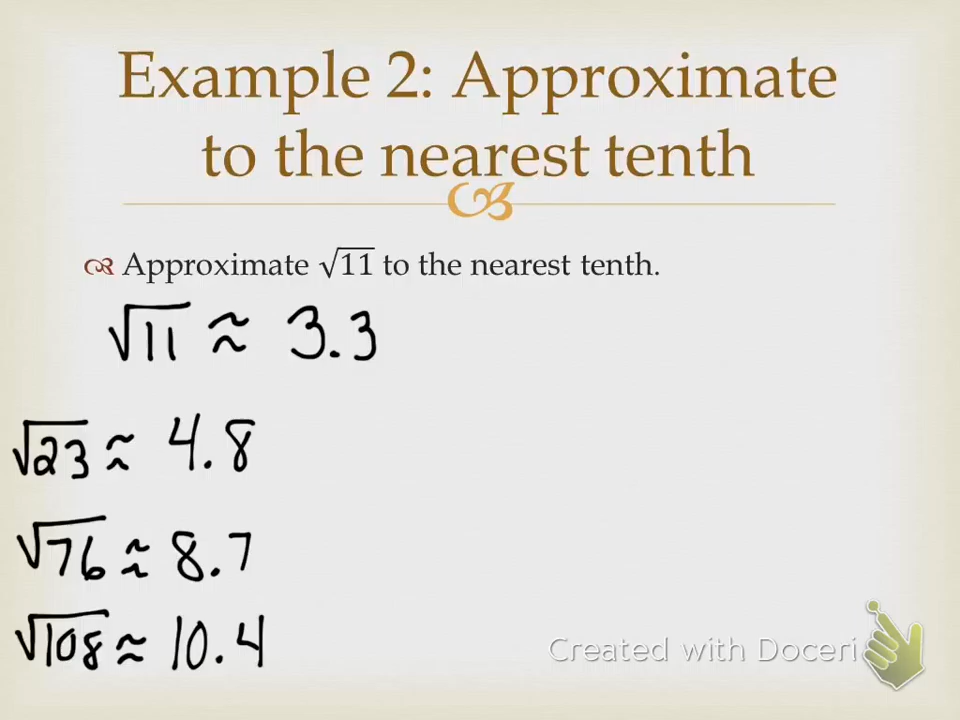 Example 2: Approximate
to the nearest tenth
Approximate √11 to the nearest tenth.
√11 ≈ 3.3
√23 ≈ 4.8
√76 ≈ 8.7
√108 ≈ 10.4
Created with Doceri